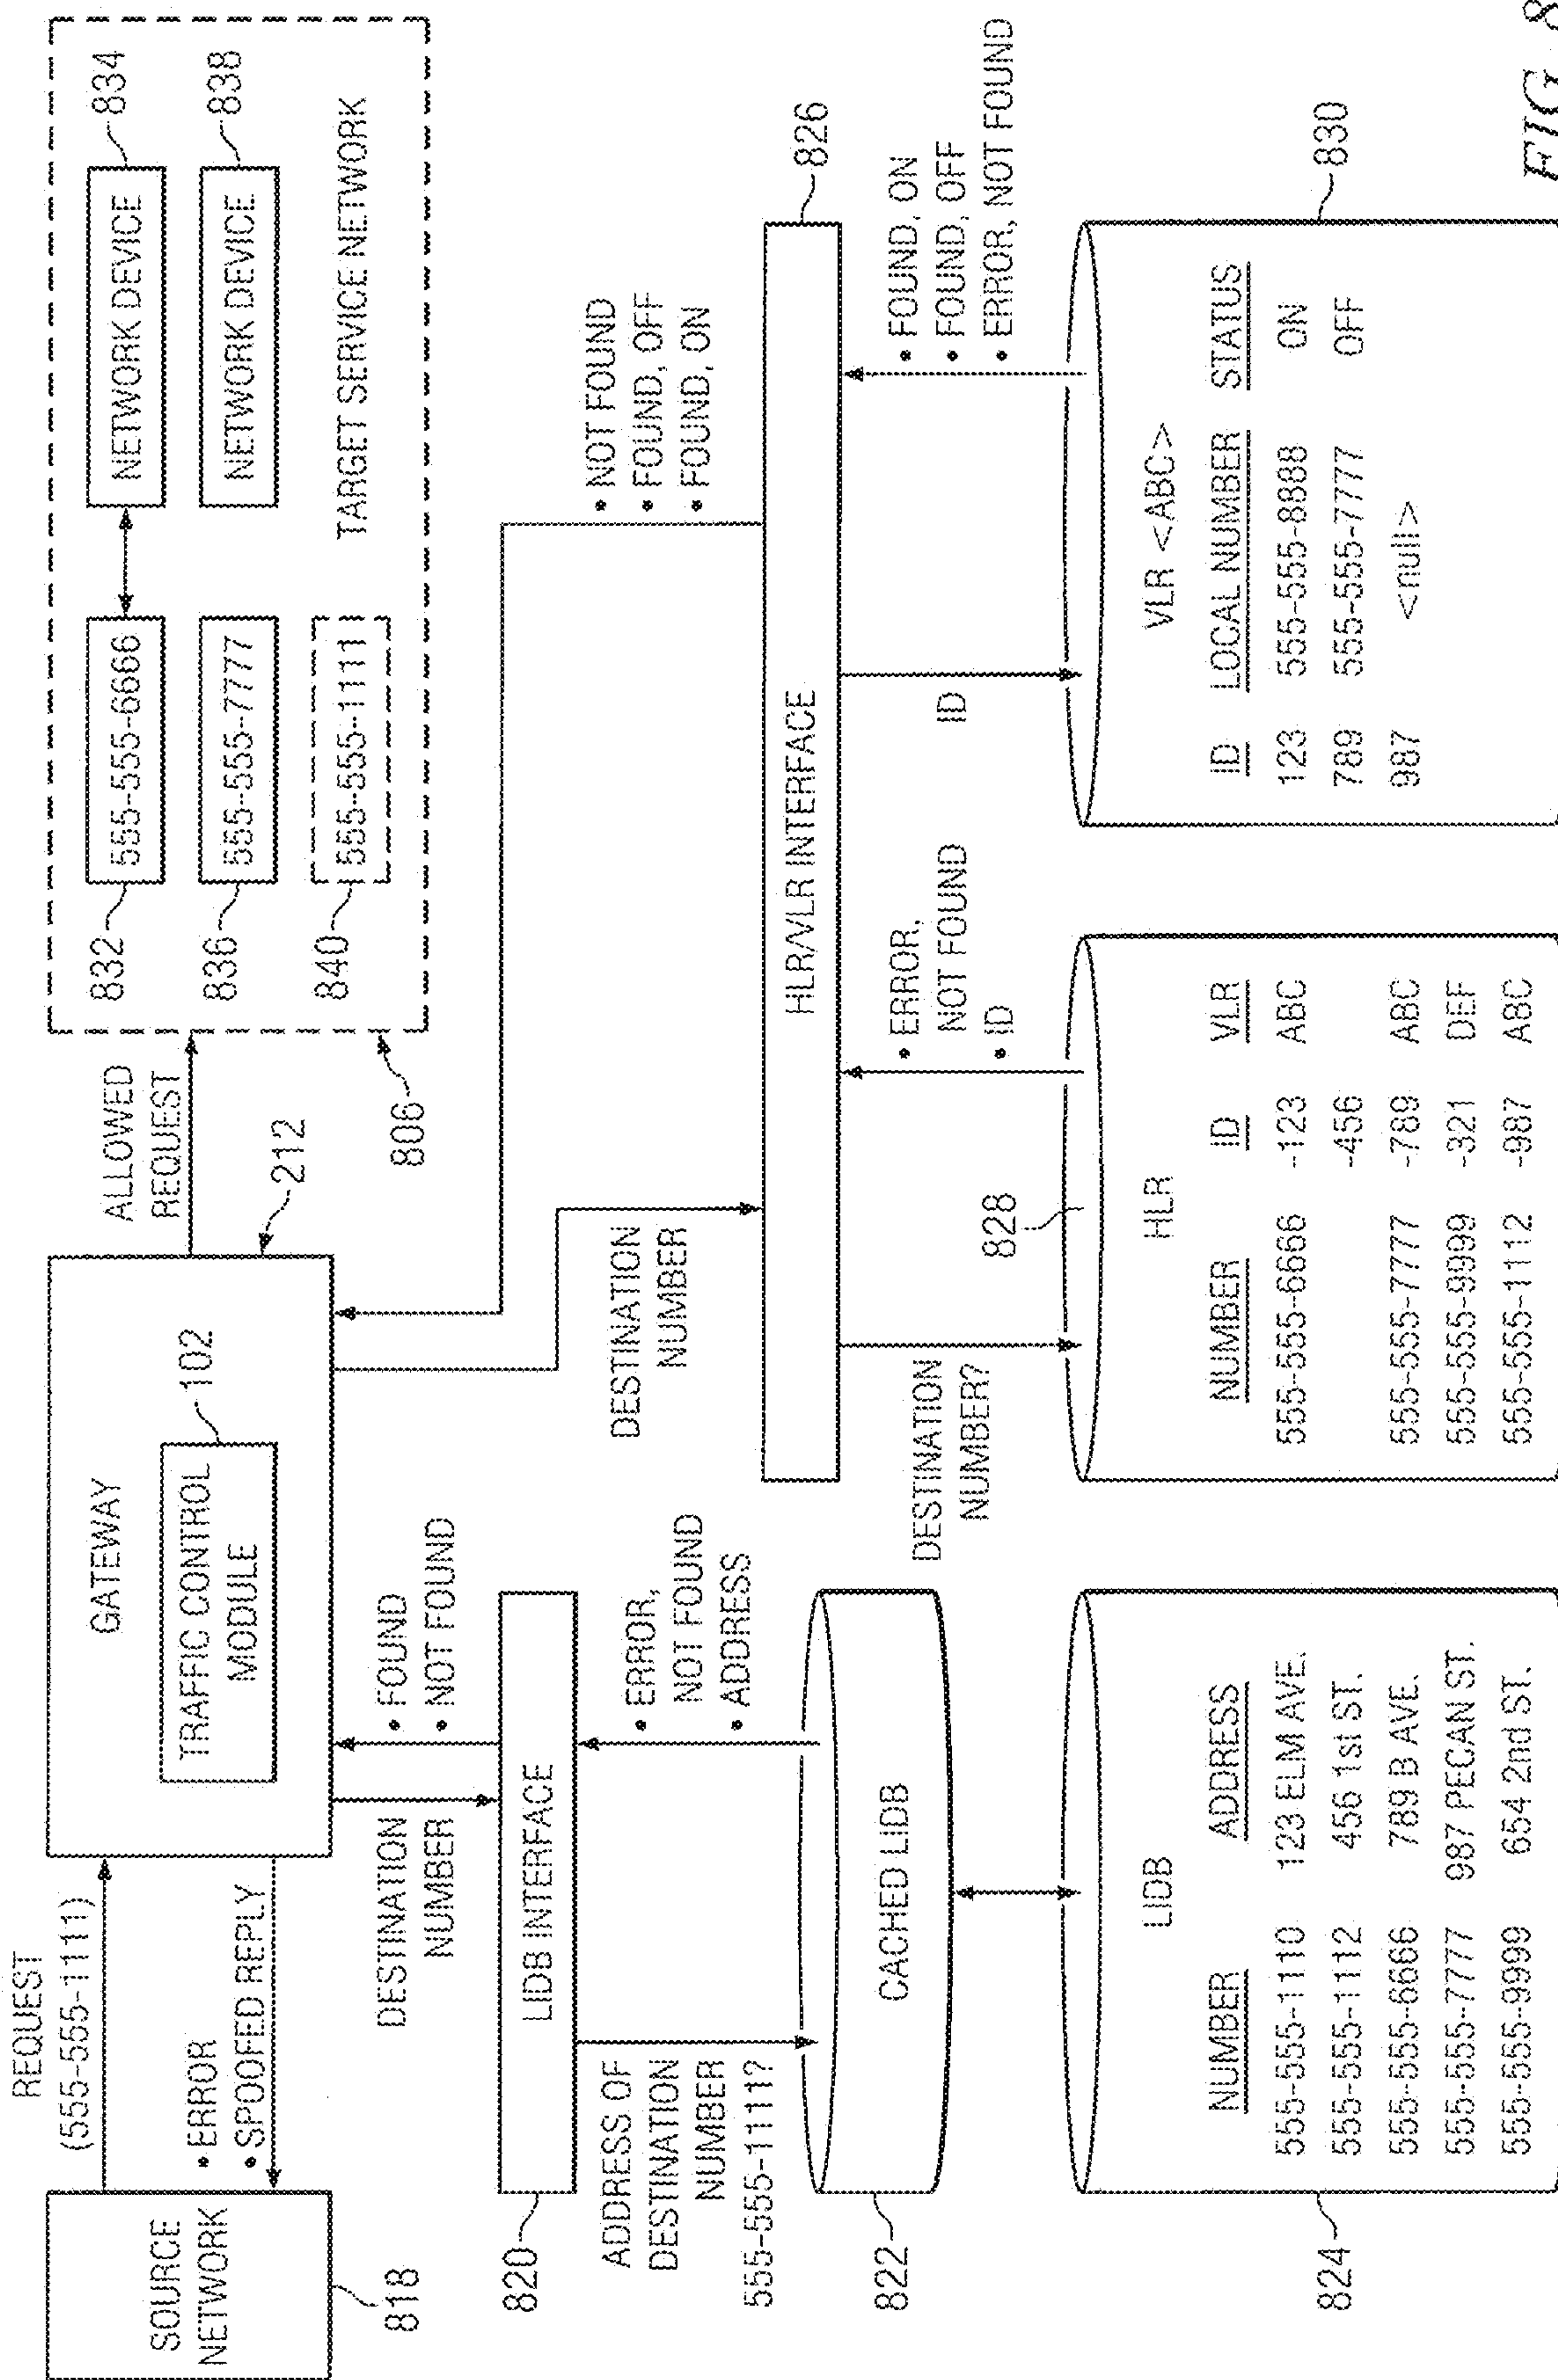 REQUEST
(555-555-1111)
SOURCE
NETWORK
818
• ERROR
• SPOOFED REPLY
GATEWAY
TRAFFIC CONTROL
MODULE
102
212
ALLOWED
REQUEST
806
832
555-555-6666
NETWORK DEVICE
834
836
555-555-7777
NETWORK DEVICE
838
840
555-555-1111
TARGET SERVICE NETWORK
DESTINATION
NUMBER
• FOUND
• NOT FOUND
820
LIDB INTERFACE
ADDRESS OF
DESTINATION
NUMBER
555-555-1111?
• ERROR,
NOT FOUND
• ADDRESS
822
CACHED LIDB
824
LIDB
NUMBER ADDRESS
555-555-1110 123 ELM AVE.
555-555-1112 456 1st ST.
555-555-6666 789 B AVE.
555-555-7777 987 PECAN ST.
555-555-9999 654 2nd ST.
DESTINATION
NUMBER
• NOT FOUND
• FOUND, OFF
• FOUND, ON
HLR/VLR INTERFACE
826
DESTINATION
NUMBER?
• ERROR,
NOT FOUND
• ID
828
HLR
NUMBER ID VLR
555-555-6666 -123 ABC
-456
555-555-7777 -789 ABC
555-555-9999 -321 DEF
555-555-1112 -987 ABC
ID
• FOUND, ON
• FOUND, OFF
• ERROR, NOT FOUND
830
VLR <ABC>
ID LOCAL NUMBER STATUS
123 555-555-8888 ON
789 555-555-7777 OFF
987 <null>
FIG. 8